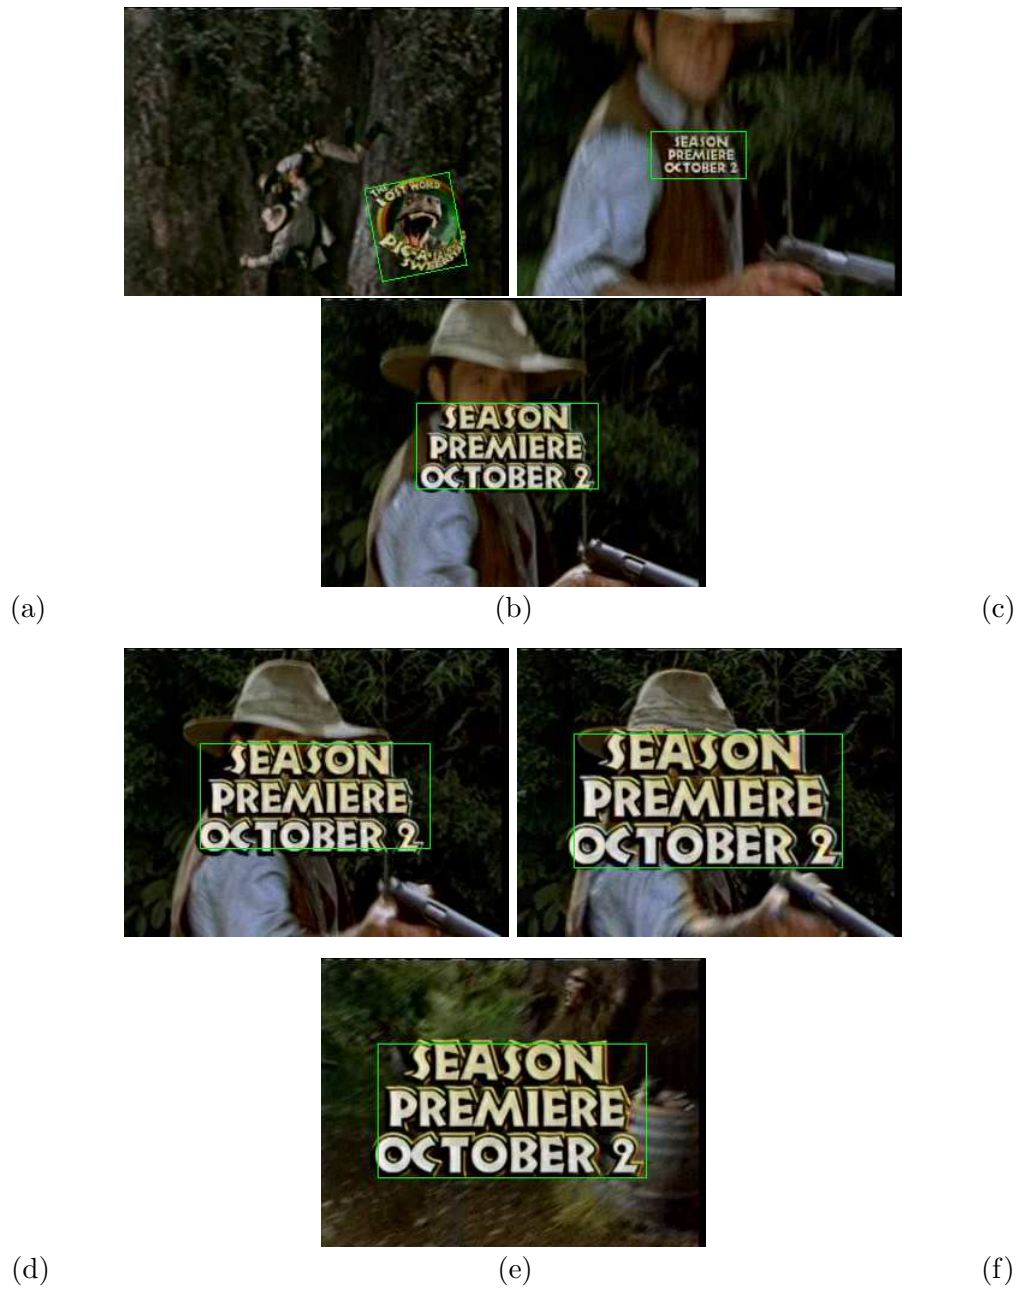 THE
LOST WORLD
SEASON
PREMIERE
OCTOBER 2
SEASON
PREMIERE
OCTOBER 2
(a) (b) (c)
SEASON
PREMIERE
OCTOBER 2
SEASON
PREMIERE
OCTOBER 2
SEASON
PREMIERE
OCTOBER 2
(d) (e) (f)